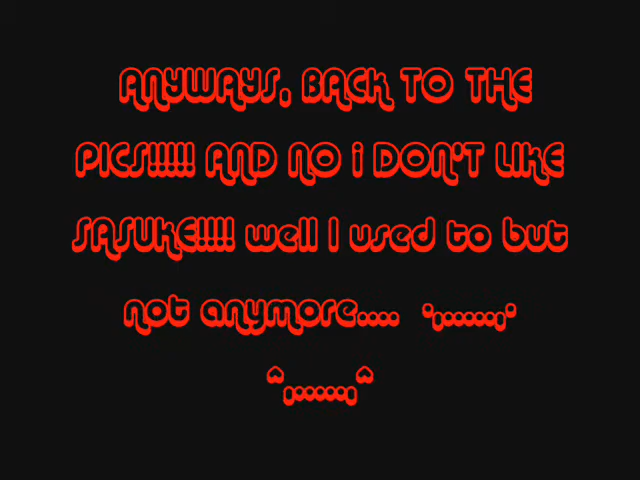 ANYWAYS, BACK TO THE
PICS!!!!! AND NO i DON'T LIKE
SASUKE!!!! well I used to but
not anymore.... •,......,•
^,......,^